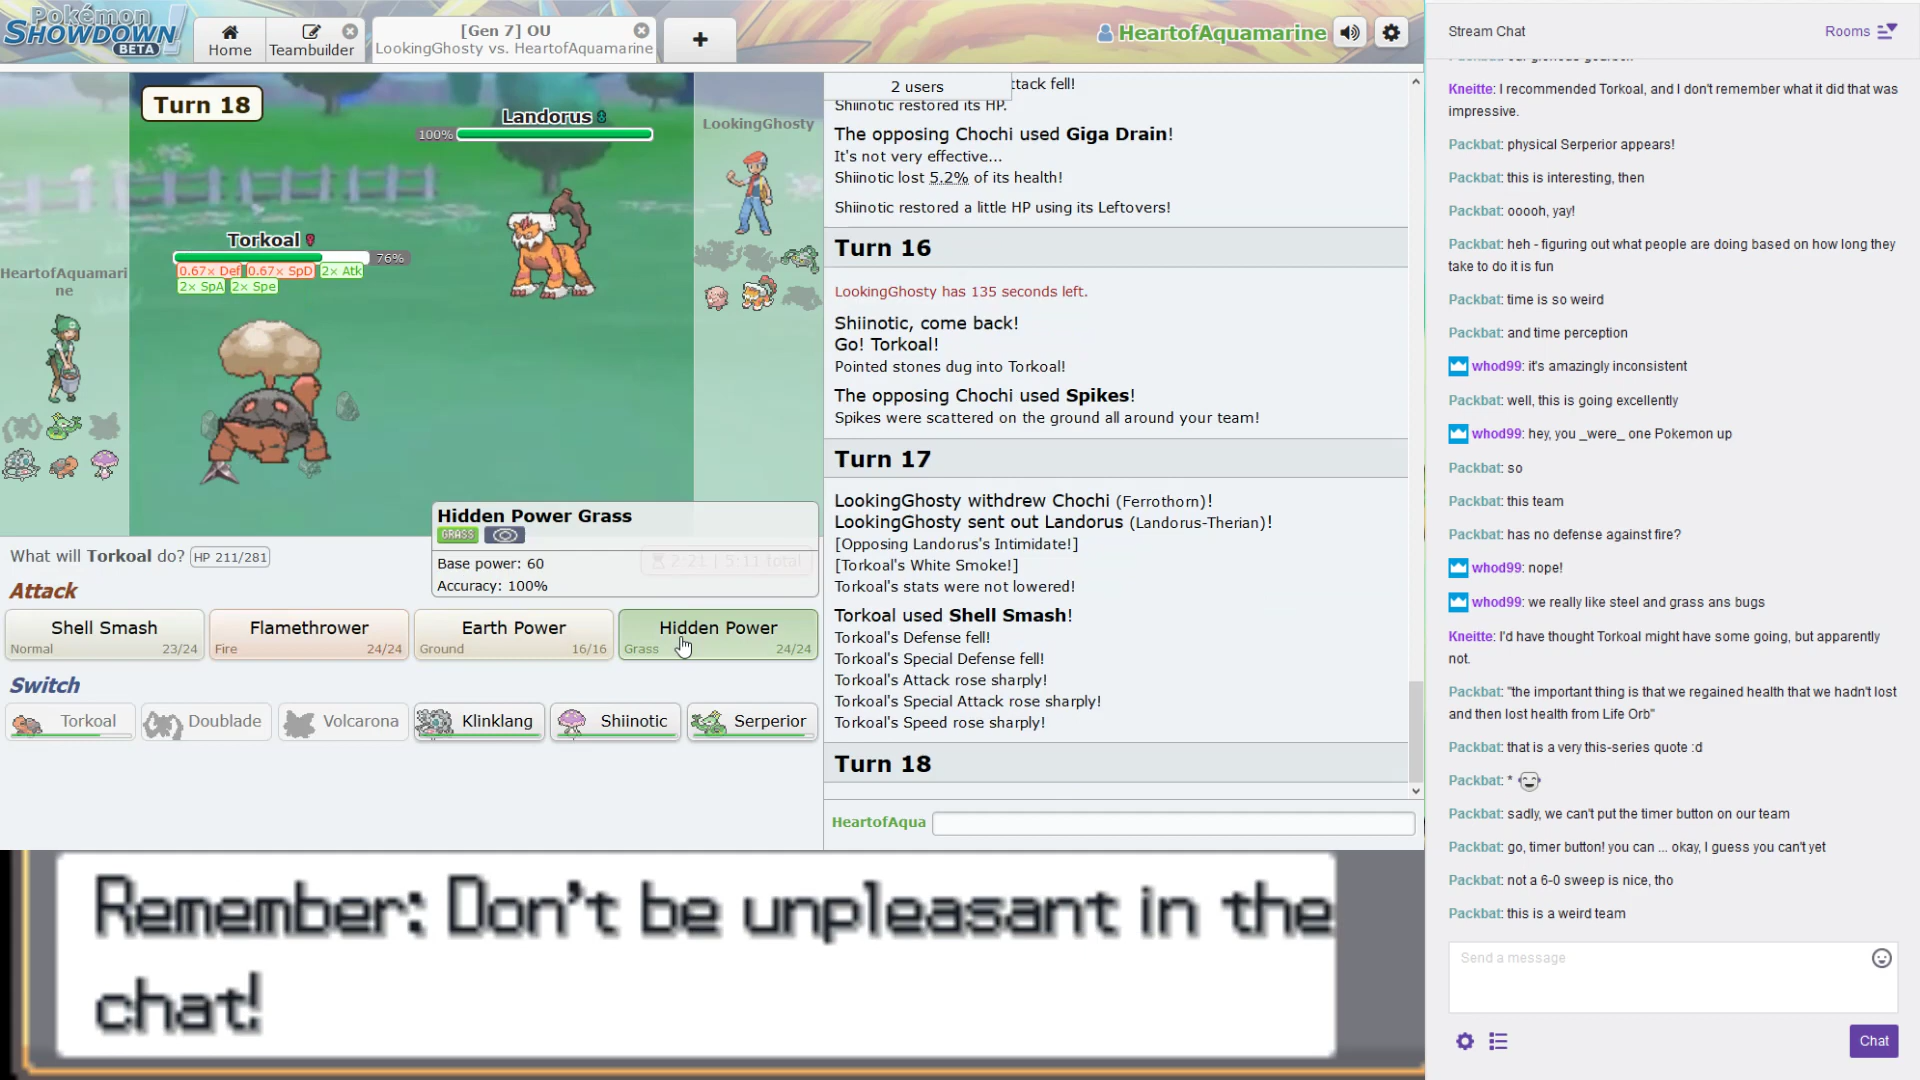 Pokémon
SHOWDOWN
BETA
Home
Teambuilder
[Gen 7] OU
LookingGhosty vs. HeartofAquamarine
+
HeartofAquamarine
Turn 18
Landorus
100%
Torkoal
76%
0.67× Def 0.67× SpD 2× Atk
2× SpA 2× Spe
HeartofAquamari
ne
LookingGhosty
Hidden Power Grass
GRASS
Base power: 60
Accuracy: 100%
2:21 | 5:11 total
What will Torkoal do? HP 211/281
Attack
Shell Smash
Normal 23/24
Flamethrower
Fire 24/24
Earth Power
Ground 16/16
Hidden Power
Grass 24/24
Switch
Torkoal
Doublade
Volcarona
Klinklang
Shiinotic
Serperior
2 users
ttack fell!
Shiinotic restored its HP.
The opposing Chochi used Giga Drain!
It's not very effective...
Shiinotic lost 5.2% of its health!
Shiinotic restored a little HP using its Leftovers!
Turn 16
LookingGhosty has 135 seconds left.
Shiinotic, come back!
Go! Torkoal!
Pointed stones dug into Torkoal!
The opposing Chochi used Spikes!
Spikes were scattered on the ground all around your team!
Turn 17
LookingGhosty withdrew Chochi (Ferrothorn)!
LookingGhosty sent out Landorus (Landorus-Therian)!
[Opposing Landorus's Intimidate!]
[Torkoal's White Smoke!]
Torkoal's stats were not lowered!
Torkoal used Shell Smash!
Torkoal's Defense fell!
Torkoal's Special Defense fell!
Torkoal's Attack rose sharply!
Torkoal's Special Attack rose sharply!
Torkoal's Speed rose sharply!
Turn 18
HeartofAqua
Remember: Don't be unpleasant in the
chat!
Stream Chat
Rooms
Kneitte: I recommended Torkoal, and I don't remember what it did that was
impressive.
Packbat: physical Serperior appears!
Packbat: this is interesting, then
Packbat: ooooh, yay!
Packbat: heh - figuring out what people are doing based on how long they
take to do it is fun
Packbat: time is so weird
Packbat: and time perception
whod99: it's amazingly inconsistent
Packbat: well, this is going excellently
whod99: hey, you _were_ one Pokemon up
Packbat: so
Packbat: this team
Packbat: has no defense against fire?
whod99: nope!
whod99: we really like steel and grass ans bugs
Kneitte: I'd have thought Torkoal might have some going, but apparently
not.
Packbat: "the important thing is that we regained health that we hadn't lost
and then lost health from Life Orb"
Packbat: that is a very this-series quote :d
Packbat: *
Packbat: sadly, we can't put the timer button on our team
Packbat: go, timer button! you can ... okay, I guess you can't yet
Packbat: not a 6-0 sweep is nice, tho
Packbat: this is a weird team
Send a message
Chat